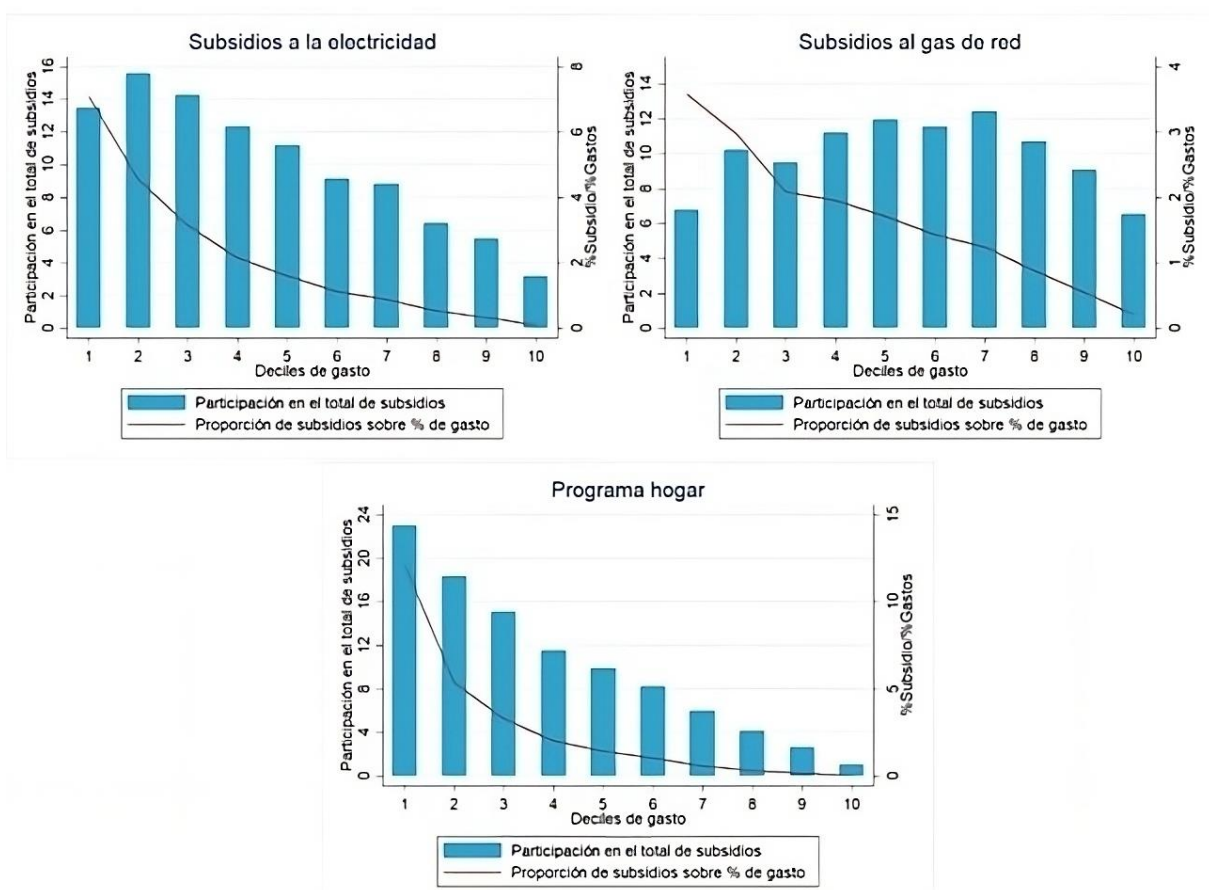 Subsidios a la electricidad
Participación en el total de subsidios
16
14
12
10
8
6
4
2
0
8
6
4
2
0
%Subsidio/%Gastos
1 2 3 4 5 6 7 8 9 10
Deciles de gasto
Participación en el total de subsidios
Proporción de subsidios sobre % de gasto
Subsidios al gas de red
Participación en el total de subsidios
14
12
10
8
6
4
2
0
4
3
2
1
0
%Subsidio/%Gastos
1 2 3 4 5 6 7 8 9 10
Deciles de gasto
Participación en el total de subsidios
Proporción de subsidios sobre % de gasto
Programa hogar
Participación en el total de subsidios
24
20
16
12
8
4
0
15
10
5
0
%Subsidio/%Gastos
1 2 3 4 5 6 7 8 9 10
Deciles de gasto
Participación en el total de subsidios
Proporción de subsidios sobre % de gasto